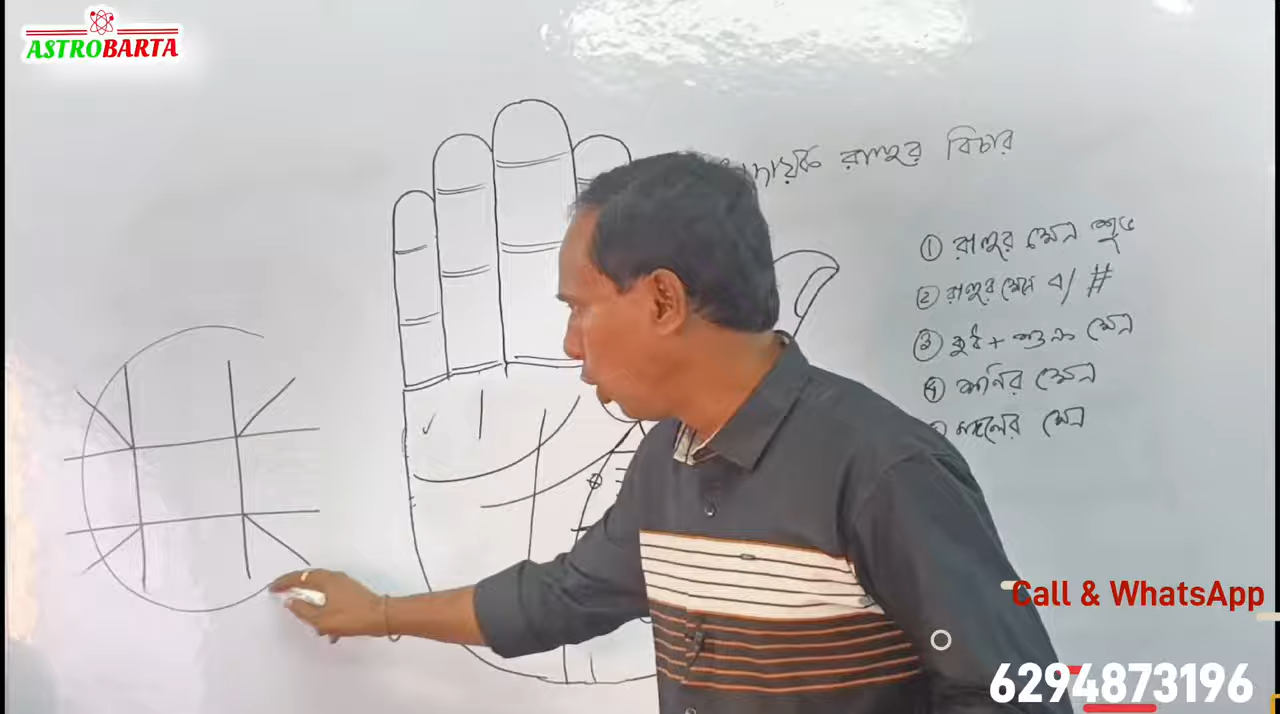 ASTROBARTA
রাহুর বিচার
① রাহুর ক্ষেত্র শুভ
② রাহুর ক্ষেত্রে ব / #
③ বুধ + শুক্র ক্ষেত্র
④ শনির ক্ষেত্র
মঙ্গলের ক্ষেত্র
Call & WhatsApp
6294873196